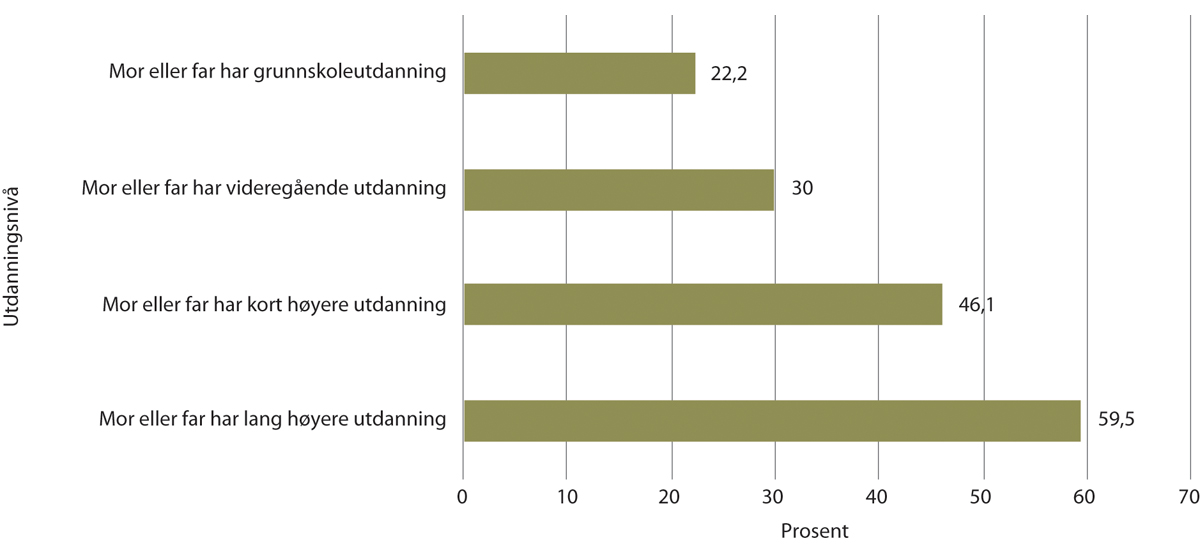 Utdanningsnivå
Mor eller far har grunnskoleutdanning
22,2
Mor eller far har videregående utdanning
30
Mor eller far har kort høyere utdanning
46,1
Mor eller far har lang høyere utdanning
59,5
0 10 20 30 40 50 60 70
Prosent